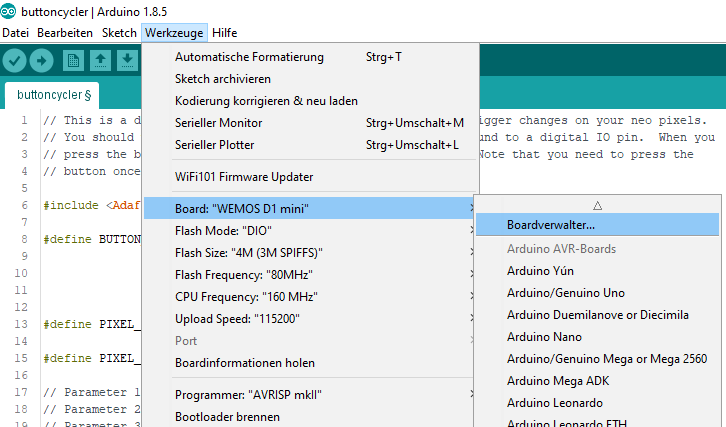 buttoncycler | Arduino 1.8.5
Datei Bearbeiten Sketch Werkzeuge Hilfe
Automatische Formatierung Strg+T
Sketch archivieren
buttoncycler §
Kodierung korrigieren & neu laden
1 // This is a d igger changes on your neo pixels.
Serieller Monitor Strg+Umschalt+M
2 // You should und to a digital IO pin. When you
Serieller Plotter Strg+Umschalt+L
3 // press the b Note that you need to press the
4 // button once
WiFi101 Firmware Updater
5
6 #include <Adaf
Board: "WEMOS D1 mini"
7
Flash Mode: "DIO"
8 #define BUTTON
Flash Size: "4M (3M SPIFFS)"
9
10
Flash Frequency: "80MHz"
11
CPU Frequency: "160 MHz"
12
Upload Speed: "115200"
13 #define PIXEL_
Port
14
Boardinformationen holen
15 #define PIXEL_
16
Programmer: "AVRISP mkII"
17 // Parameter 1
18 // Parameter 2
Bootloader brennen
19 // Parameter 3
Boardverwalter...
Arduino AVR-Boards
Arduino Yún
Arduino/Genuino Uno
Arduino Duemilanove or Diecimila
Arduino Nano
Arduino/Genuino Mega or Mega 2560
Arduino Mega ADK
Arduino Leonardo
Arduino Leonardo ETH